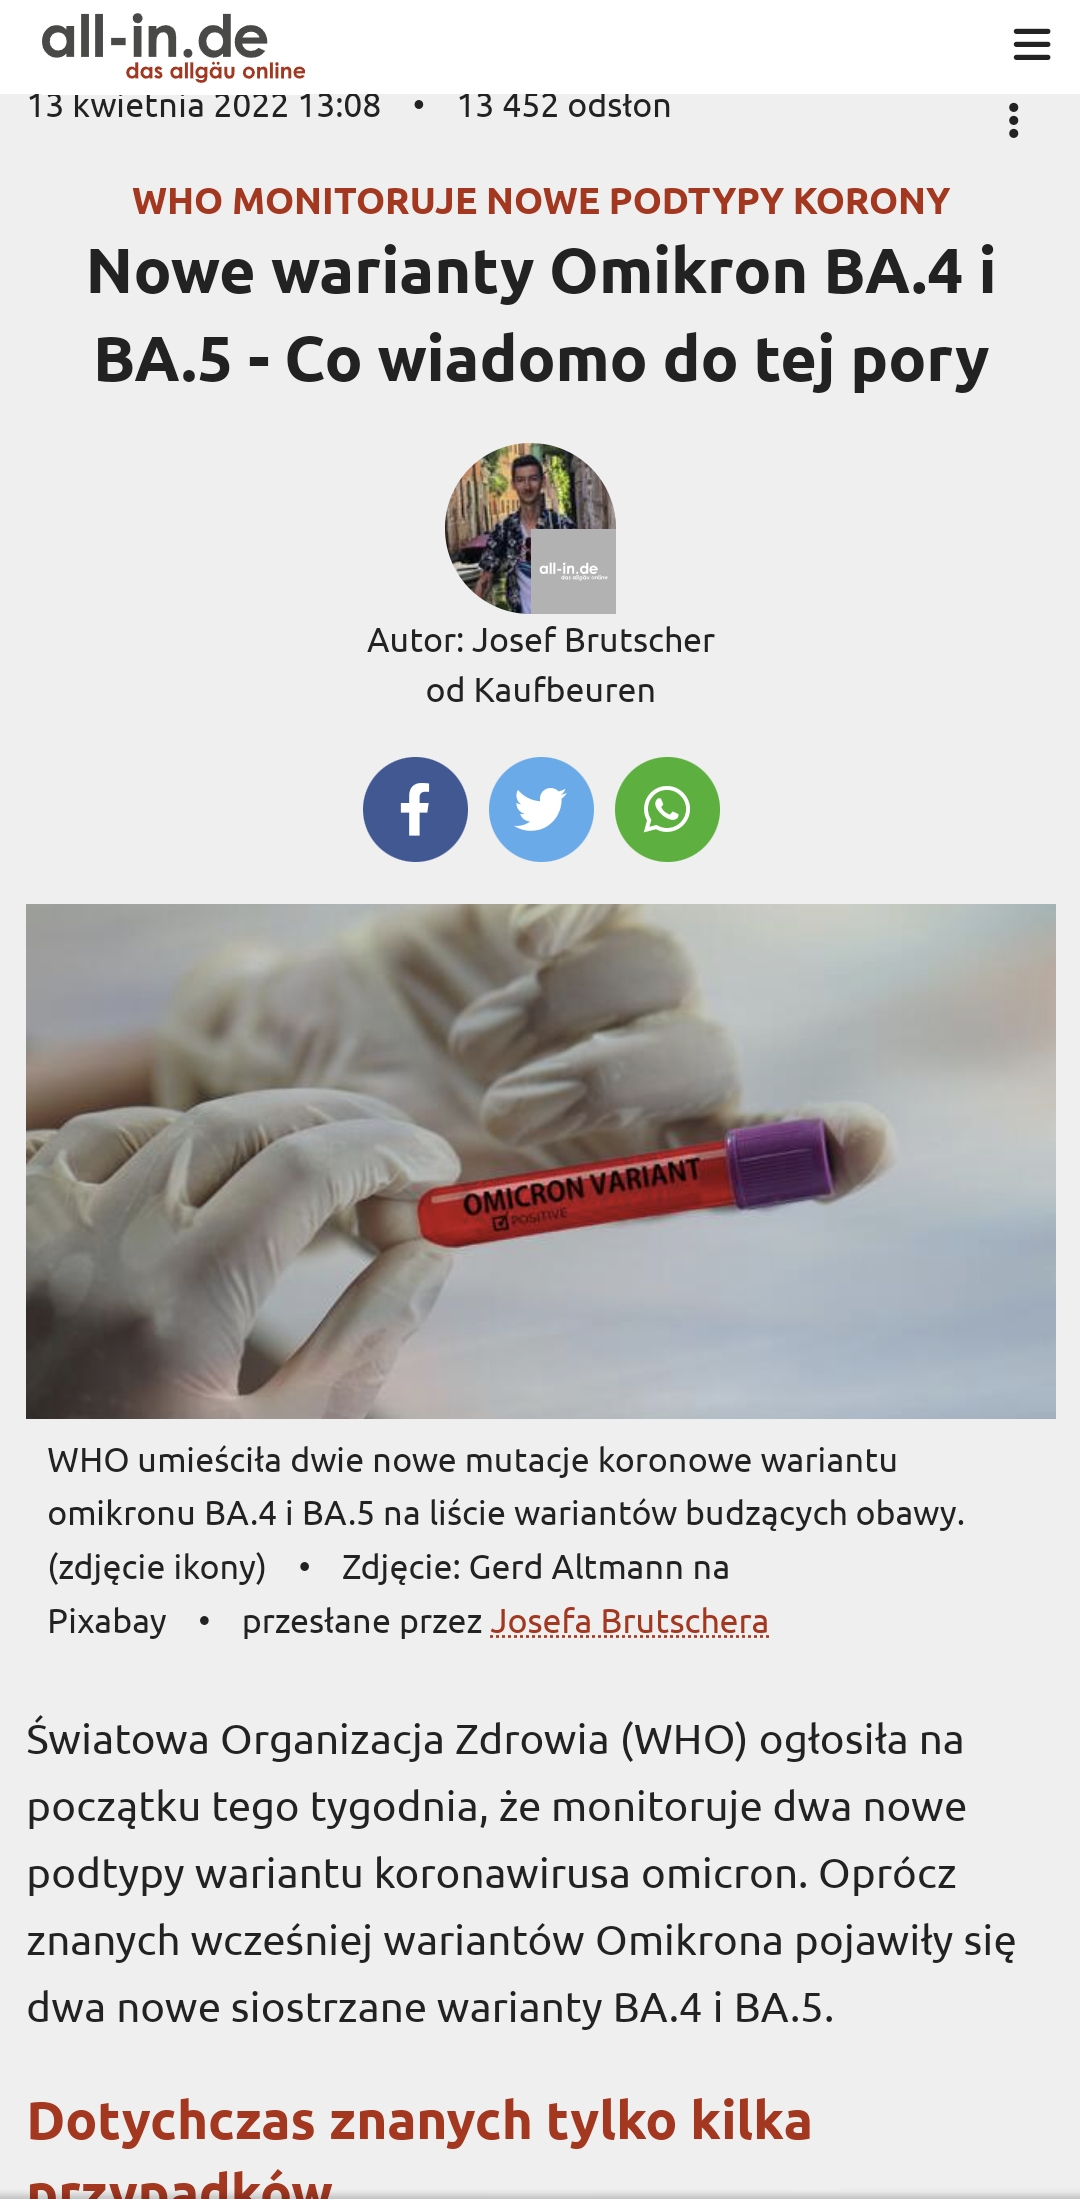 all-in.de
das allgäu online
13 kwietnia 2022 13:08 • 13 452 odsłon
WHO MONITORUJE NOWE PODTYPY KORONY
Nowe warianty Omikron BA.4 i
BA.5 - Co wiadomo do tej pory
all-in.de
das allgäu online
Autor: Josef Brutscher
od Kaufbeuren
OMICRON VARIANT
POSITIVE
WHO umieściła dwie nowe mutacje koronowe wariantu
omikronu BA.4 i BA.5 na liście wariantów budzących obawy.
(zdjęcie ikony) • Zdjęcie: Gerd Altmann na
Pixabay • przesłane przez Josefa Brutschera
Światowa Organizacja Zdrowia (WHO) ogłosiła na
początku tego tygodnia, że monitoruje dwa nowe
podtypy wariantu koronawirusa omicron. Oprócz
znanych wcześniej wariantów Omikrona pojawiły się
dwa nowe siostrzane warianty BA.4 i BA.5.
Dotychczas znanych tylko kilka
przypadków